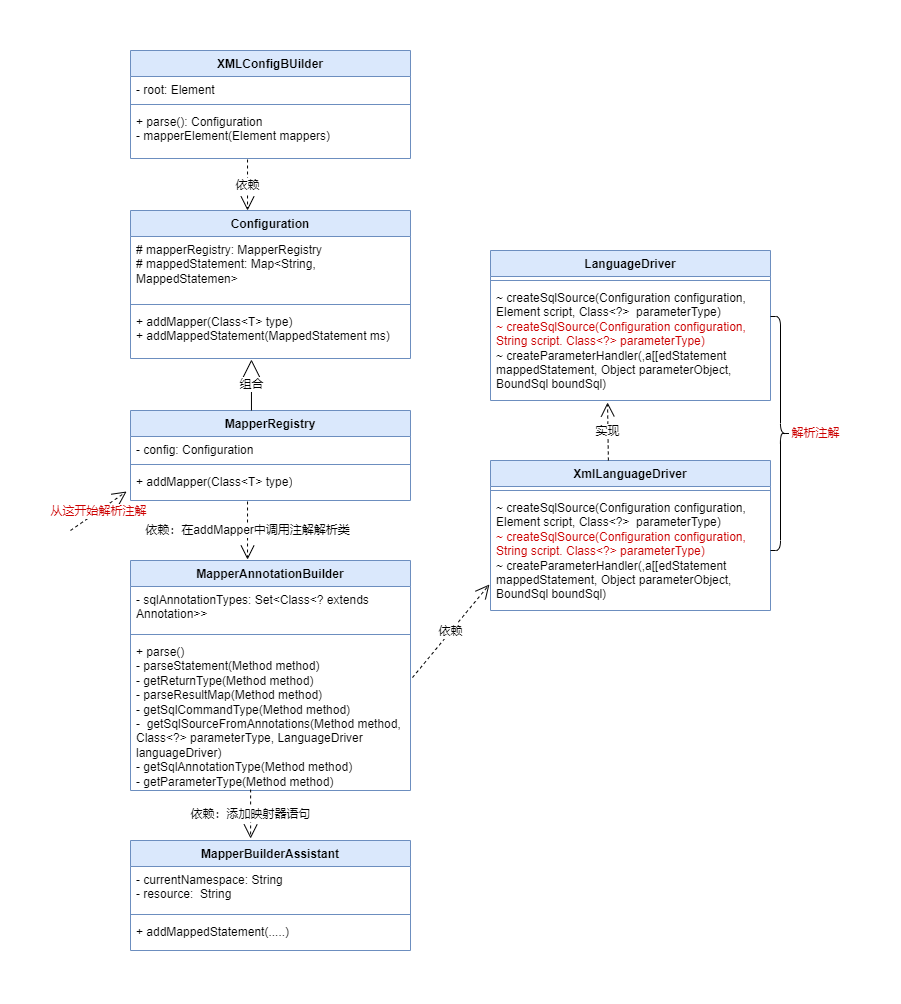 XMLConfigBUilder
- root: Element
+ parse(): Configuration
- mapperElement(Element mappers)
依赖
Configuration
# mapperRegistry: MapperRegistry
# mappedStatement: Map<String,
MappedStatemen>
+ addMapper(Class<T> type)
+ addMappedStatement(MappedStatement ms)
组合
MapperRegistry
- config: Configuration
+ addMapper(Class<T> type)
从这开始解析注解
依赖：在addMapper中调用注解解析类
MapperAnnotationBuilder
- sqlAnnotationTypes: Set<Class<? extends
Annotation>>
+ parse()
- parseStatement(Method method)
- getReturnType(Method method)
- parseResultMap(Method method)
- getSqlCommandType(Method method)
-  getSqlSourceFromAnnotations(Method method,
Class<?> parameterType, LanguageDriver
languageDriver)
- getSqlAnnotationType(Method method)
- getParameterType(Method method)
依赖：添加映射器语句
MapperBuilderAssistant
- currentNamespace: String
- resource:  String
+ addMappedStatement(.....)
依赖
LanguageDriver
~ createSqlSource(Configuration configuration,
Element script, Class<?>  parameterType)
~ createSqlSource(Configuration configuration,
String script. Class<?> parameterType)
~ createParameterHandler(,a[[edStatement
mappedStatement, Object parameterObject,
BoundSql boundSql)
实现
解析注解
XmlLanguageDriver
~ createSqlSource(Configuration configuration,
Element script, Class<?>  parameterType)
~ createSqlSource(Configuration configuration,
String script. Class<?> parameterType)
~ createParameterHandler(,a[[edStatement
mappedStatement, Object parameterObject,
BoundSql boundSql)